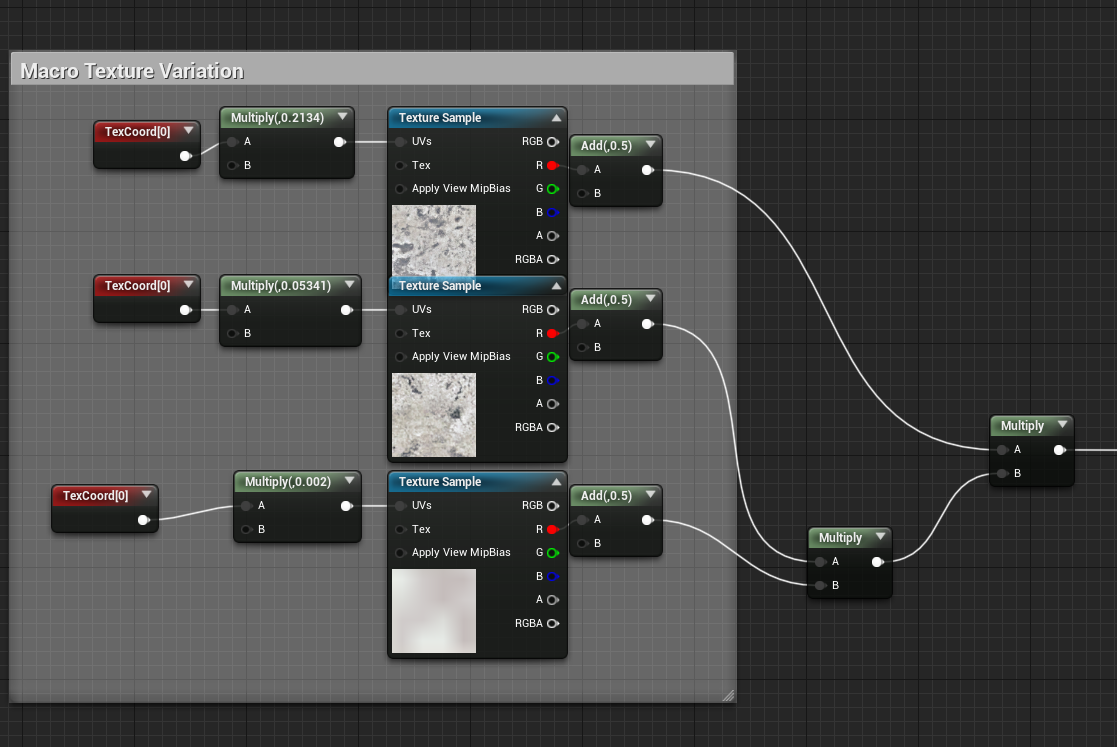 Macro Texture Variation
TexCoord[0]
Multiply(,0.2134)
A
B
Texture Sample
UVs
Tex
Apply View MipBias
RGB
R
G
B
A
RGBA
Add(,0.5)
A
B
TexCoord[0]
Multiply(,0.05341)
A
B
Texture Sample
UVs
Tex
Apply View MipBias
RGB
R
G
B
A
RGBA
Add(,0.5)
A
B
TexCoord[0]
Multiply(,0.002)
A
B
Texture Sample
UVs
Tex
Apply View MipBias
RGB
R
G
B
A
RGBA
Add(,0.5)
A
B
Multiply
A
B
Multiply
A
B